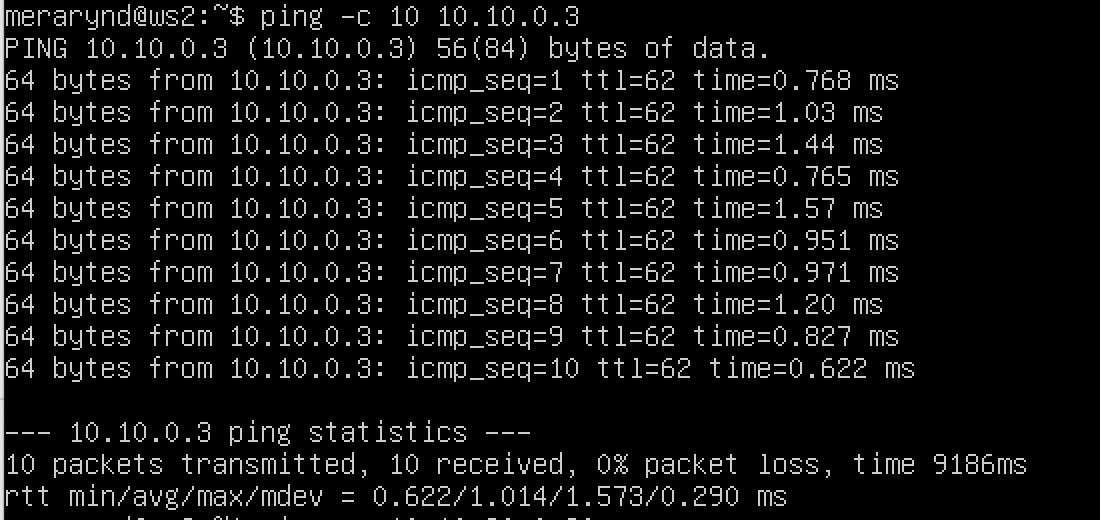 merarynd@ws2:~$ ping -c 10 10.10.0.3
PING 10.10.0.3 (10.10.0.3) 56(84) bytes of data.
64 bytes from 10.10.0.3: icmp_seq=1 ttl=62 time=0.768 ms
64 bytes from 10.10.0.3: icmp_seq=2 ttl=62 time=1.03 ms
64 bytes from 10.10.0.3: icmp_seq=3 ttl=62 time=1.44 ms
64 bytes from 10.10.0.3: icmp_seq=4 ttl=62 time=0.765 ms
64 bytes from 10.10.0.3: icmp_seq=5 ttl=62 time=1.57 ms
64 bytes from 10.10.0.3: icmp_seq=6 ttl=62 time=0.951 ms
64 bytes from 10.10.0.3: icmp_seq=7 ttl=62 time=0.971 ms
64 bytes from 10.10.0.3: icmp_seq=8 ttl=62 time=1.20 ms
64 bytes from 10.10.0.3: icmp_seq=9 ttl=62 time=0.827 ms
64 bytes from 10.10.0.3: icmp_seq=10 ttl=62 time=0.622 ms
--- 10.10.0.3 ping statistics ---
10 packets transmitted, 10 received, 0% packet loss, time 9186ms
rtt min/avg/max/mdev = 0.622/1.014/1.573/0.290 ms